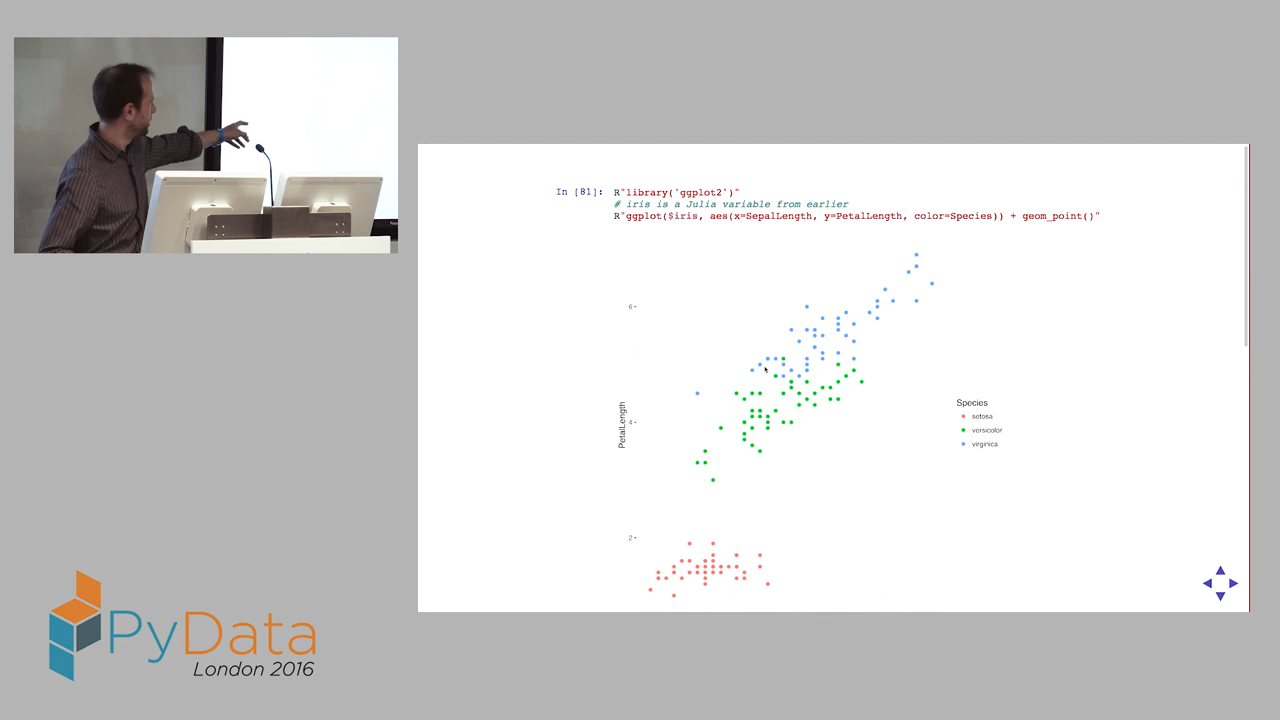 In [81]: R"library('ggplot2')"
# iris is a Julia variable from earlier
R"ggplot($iris, aes(x=SepalLength, y=PetalLength, color=Species)) + geom_point()"
6
PetalLength
4
2
Species
setosa
versicolor
virginica
PyData
London 2016